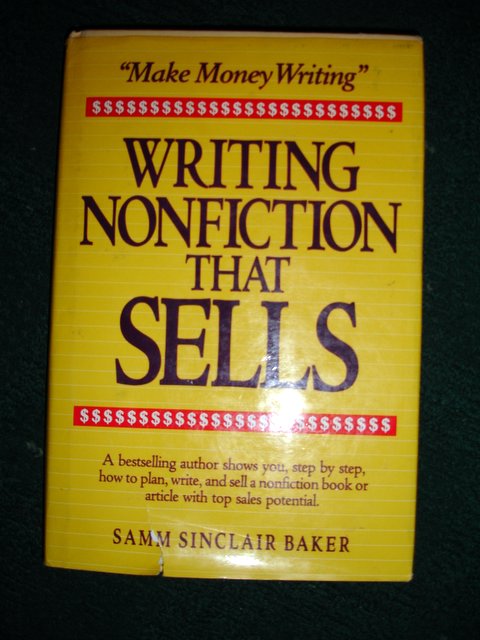 "Make Money Writing"
$$$$$$$$$$$$$$$$$$$$$$$$$
WRITING
NONFICTION
THAT
SELLS
$$$$$$$$$$$$$$$$$$$$$$$$$$
A bestselling author shows you, step by step,
how to plan, write, and sell a nonfiction book or
article with top sales potential.
SAMM SINCLAIR BAKER